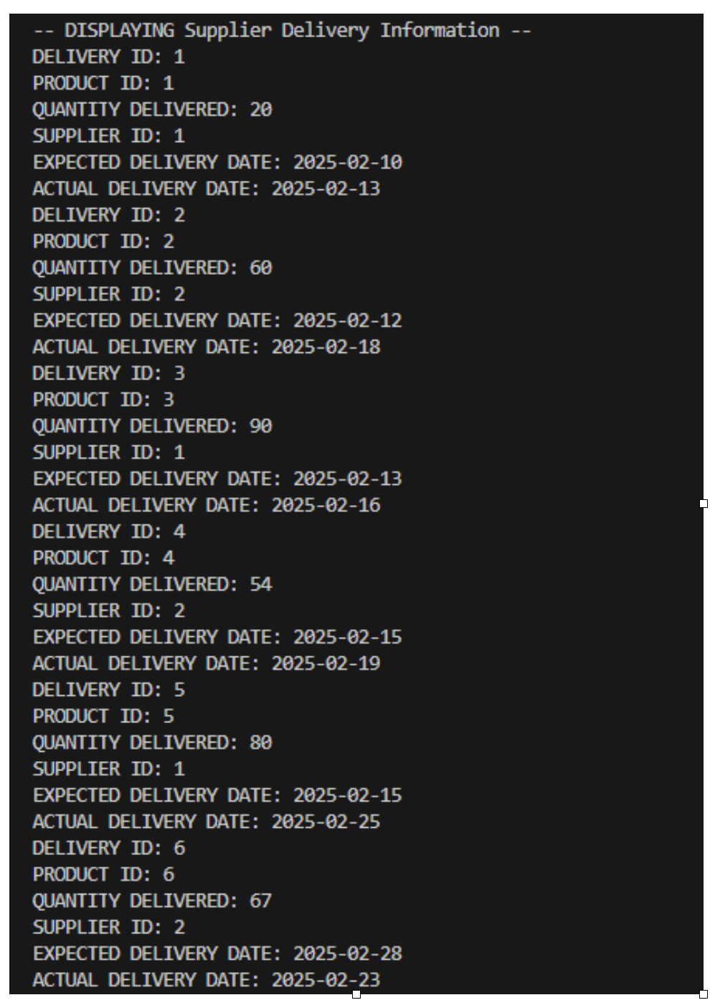 -- DISPLAYING Supplier Delivery Information --
DELIVERY ID: 1
PRODUCT ID: 1
QUANTITY DELIVERED: 20
SUPPLIER ID: 1
EXPECTED DELIVERY DATE: 2025-02-10
ACTUAL DELIVERY DATE: 2025-02-13
DELIVERY ID: 2
PRODUCT ID: 2
QUANTITY DELIVERED: 60
SUPPLIER ID: 2
EXPECTED DELIVERY DATE: 2025-02-12
ACTUAL DELIVERY DATE: 2025-02-18
DELIVERY ID: 3
PRODUCT ID: 3
QUANTITY DELIVERED: 90
SUPPLIER ID: 1
EXPECTED DELIVERY DATE: 2025-02-13
ACTUAL DELIVERY DATE: 2025-02-16
DELIVERY ID: 4
PRODUCT ID: 4
QUANTITY DELIVERED: 54
SUPPLIER ID: 2
EXPECTED DELIVERY DATE: 2025-02-15
ACTUAL DELIVERY DATE: 2025-02-19
DELIVERY ID: 5
PRODUCT ID: 5
QUANTITY DELIVERED: 80
SUPPLIER ID: 1
EXPECTED DELIVERY DATE: 2025-02-15
ACTUAL DELIVERY DATE: 2025-02-25
DELIVERY ID: 6
PRODUCT ID: 6
QUANTITY DELIVERED: 67
SUPPLIER ID: 2
EXPECTED DELIVERY DATE: 2025-02-28
ACTUAL DELIVERY DATE: 2025-02-23